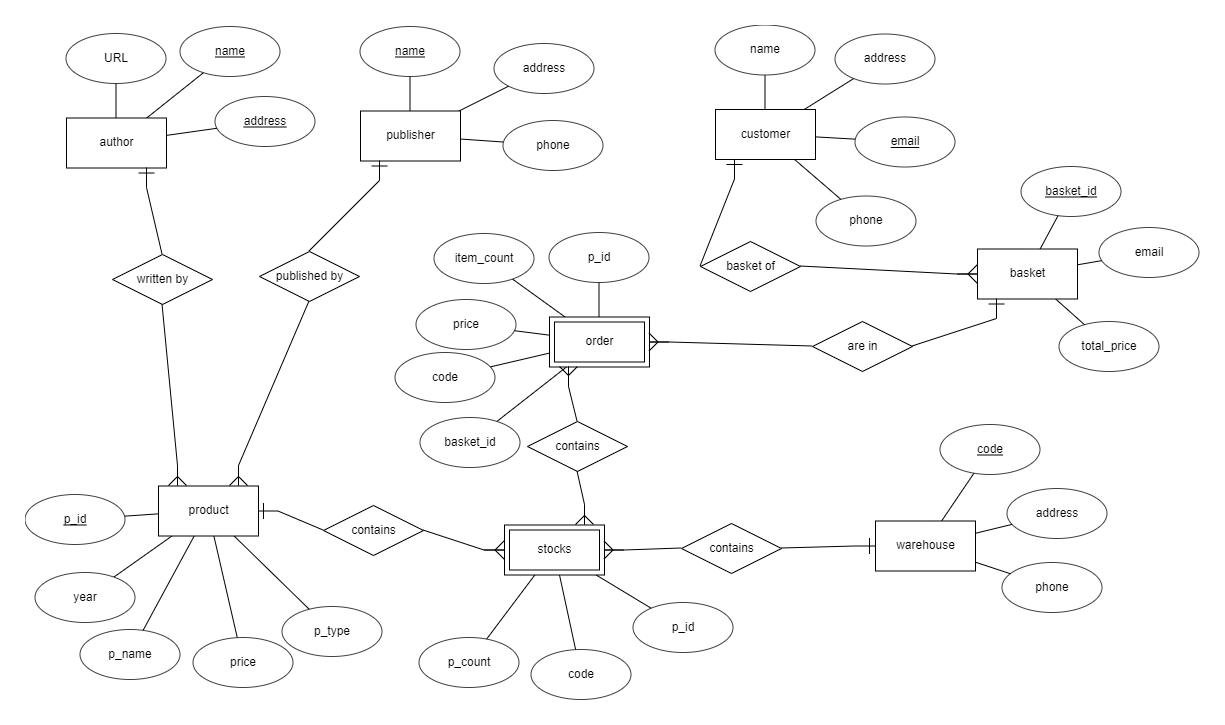 URL
name
address
author
name
address
publisher
phone
name
address
customer
email
phone
basket_id
basket
email
total_price
written by
published by
basket of
item_count
p_id
price
order
code
basket_id
are in
contains
code
address
warehouse
phone
p_id
product
contains
stocks
contains
year
p_name
price
p_type
p_count
code
p_id